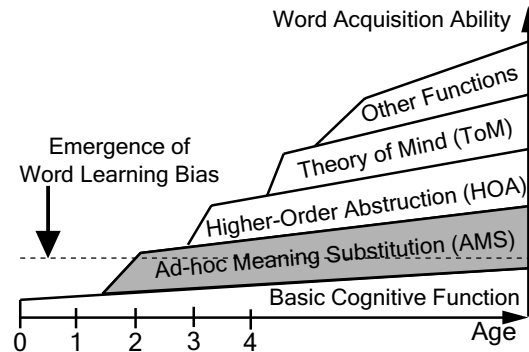 Word Acquisition Ability
Other Functions
Emergence of
Word Learning Bias
Theory of Mind (ToM)
Higher-Order Abstruction (HOA)
Ad-hoc Meaning Substitution (AMS)
Basic Cognitive Function
0 1 2 3 4 Age